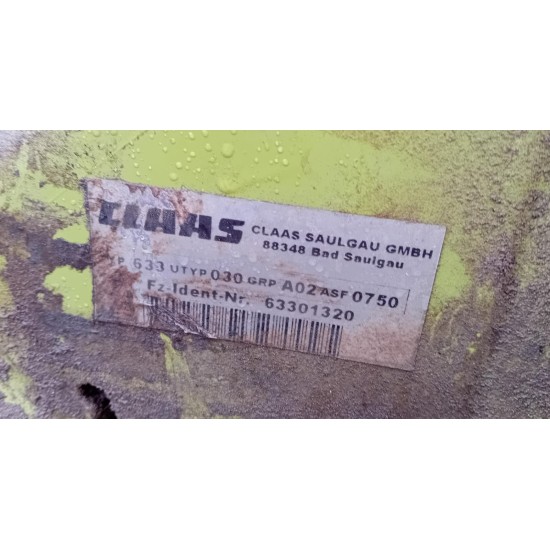 CLAAS CLAAS SAULGAU GMBH
88348 Bad Saulgau
P 633 UTYP 030 GRP A02 ASF 0750
Fz-Ident-Nr. 63301320